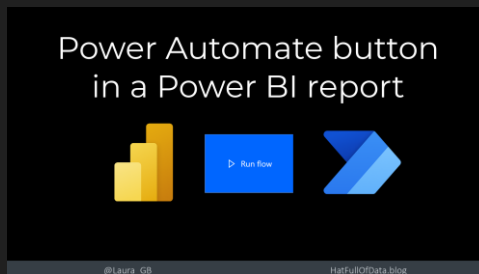 Power Automate button
in a Power BI report
Run flow
@Laura_GB
HatFullOfData.blog